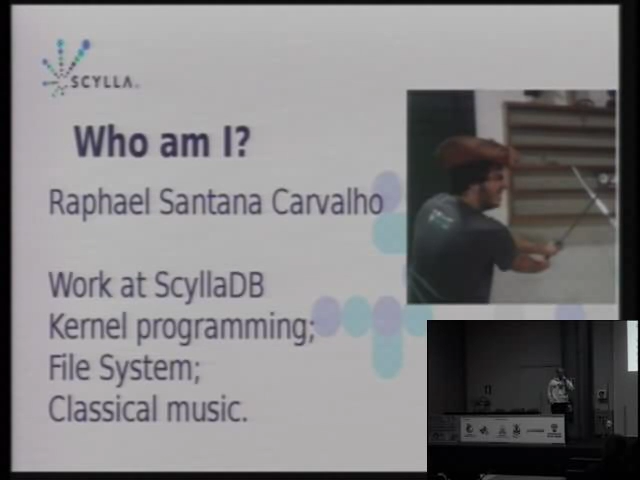 SCYLLA
Who am I?
Raphael Santana Carvalho
Work at ScyllaDB
Kernel programming;
File System;
Classical music.